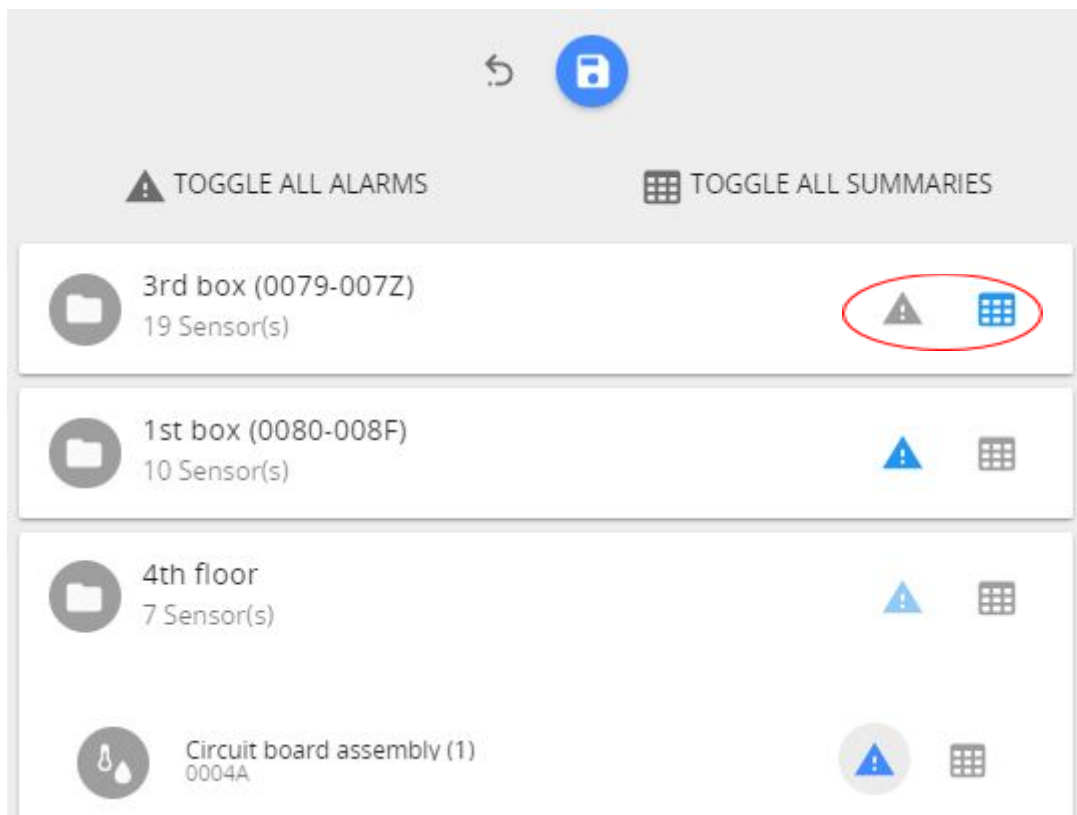 TOGGLE ALL ALARMS
TOGGLE ALL SUMMARIES
3rd box (0079-007Z)
19 Sensor(s)
1st box (0080-008F)
10 Sensor(s)
4th floor
7 Sensor(s)
Circuit board assembly (1)
0004A